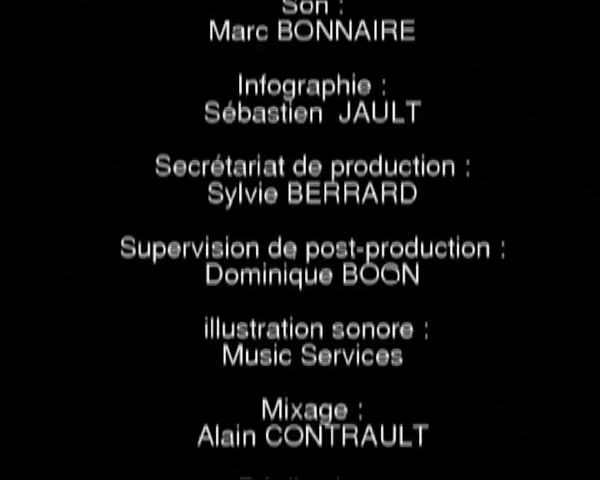 Son :
Marc BONNAIRE
Infographie :
Sébastien JAULT
Secrétariat de production :
Sylvie BERRARD
Supervision de post-production :
Dominique BOON
illustration sonore :
Music Services
Mixage :
Alain CONTRAULT